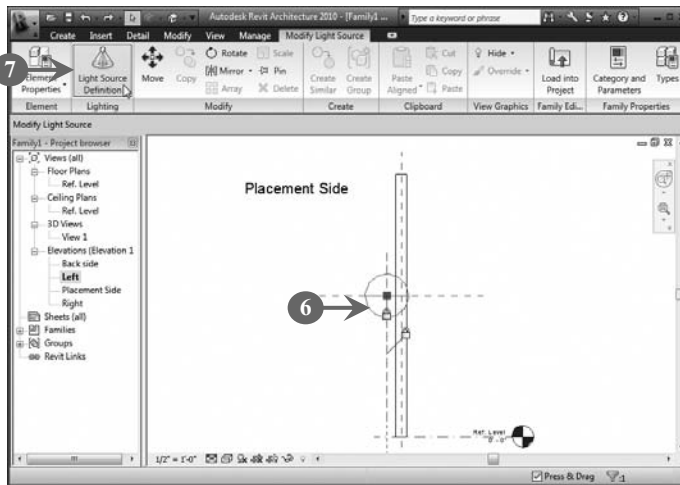 Autodesk Revit Architecture 2010 - [Family1 ...
Type a keyword or phrase
Create Insert Detail Modify View Manage Modify Light Source
7
Element Properties
Light Source Definition
Move
Copy
Rotate
Mirror
Array
Scale
Pin
Delete
Create Similar
Create Group
Paste Aligned
Cut
Copy
Paste
Hide
Override
Load into Project
Category and Parameters
Types
Element Lighting Modify Create Clipboard View Graphics Family Edi... Family Properties
Modify Light Source
Family1 - Project browser
Views (all)
Floor Plans
Ref. Level
Ceiling Plans
Ref. Level
3D Views
View 1
Elevations (Elevation 1
Back side
Left
Placement Side
Right
Sheets (all)
Families
Groups
Revit Links
Placement Side
6
Ref. Level
0' - 0"
1/2" = 1'-0"
Press & Drag
:1